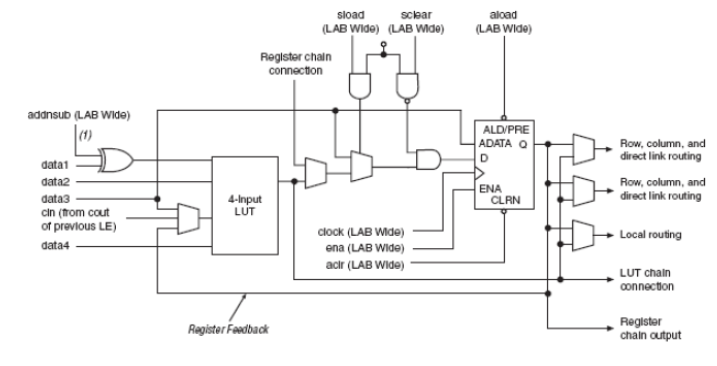 sload
(LAB Wide)
sclear
(LAB Wide)
aload
(LAB Wide)
Register chain
connection
addnsub (LAB Wide)
(1)
data1
data2
data3
cin (from cout
of previous LE)
data4
4-Input
LUT
ALD/PRE
ADATA Q
D
ENA
CLRN
clock (LAB Wide)
ena (LAB Wide)
aclr (LAB Wide)
Row, column, and
direct link routing
Row, column, and
direct link routing
Local routing
LUT chain
connection
Register
chain output
Register Feedback